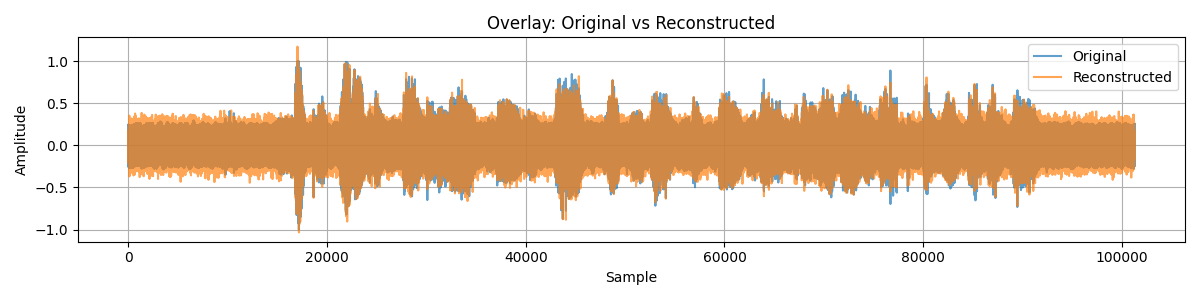 Overlay: Original vs Reconstructed
Original
Reconstructed
Amplitude
1.0
0.5
0.0
−0.5
−1.0
0 20000 40000 60000 80000 100000
Sample